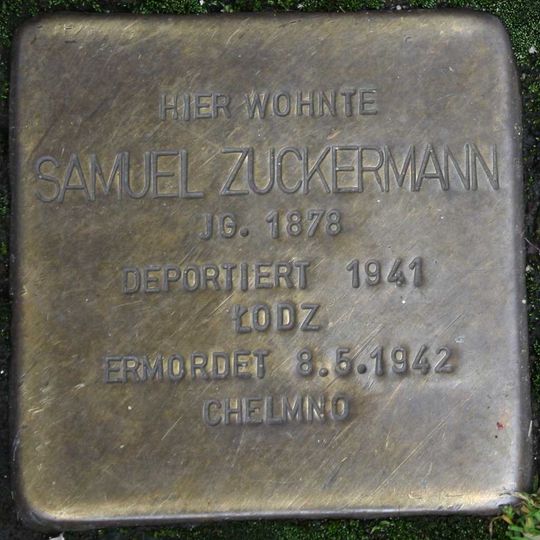 HIER WOHNTE
SAMUEL ZUCKERMANN
JG. 1878
DEPORTIERT 1941
ŁODZ
ERMORDET 8.5.1942
CHELMNO